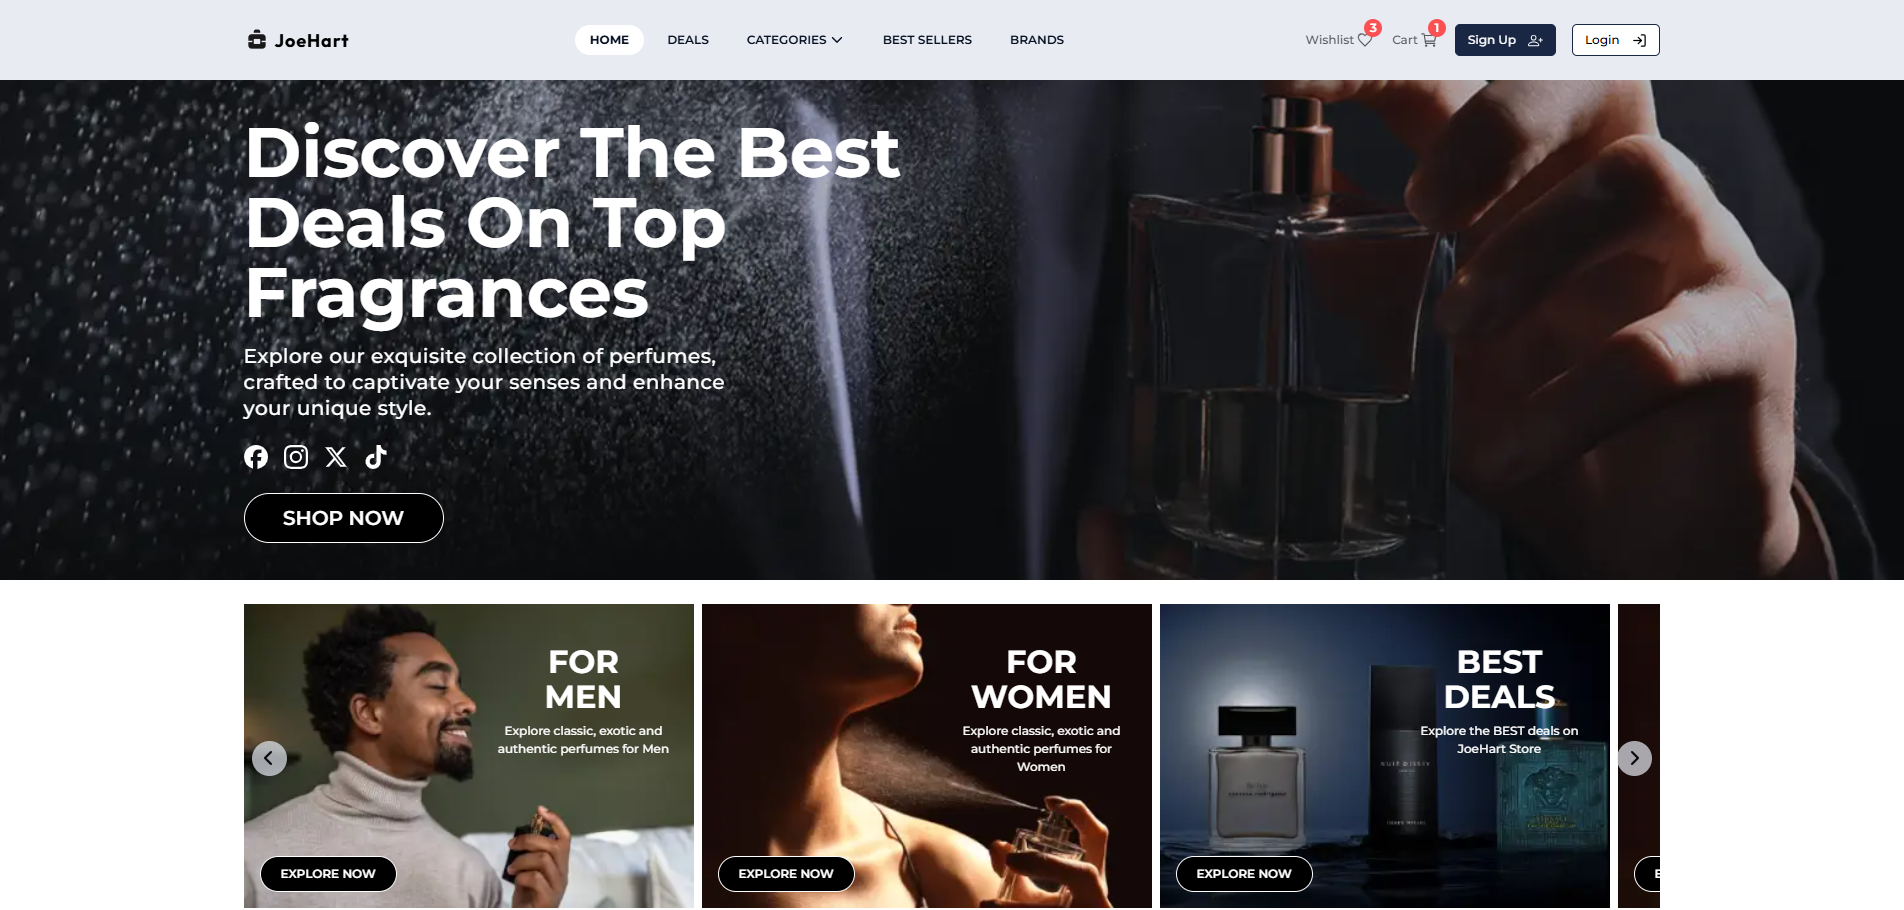 JoeHart
HOME
DEALS
CATEGORIES
BEST SELLERS
BRANDS
Wishlist
3
Cart
1
Sign Up
Login
Discover The Best
Deals On Top
Fragrances
Explore our exquisite collection of perfumes,
crafted to captivate your senses and enhance
your unique style.
SHOP NOW
FOR
MEN
Explore classic, exotic and
authentic perfumes for Men
EXPLORE NOW
FOR
WOMEN
Explore classic, exotic and
authentic perfumes for
Women
EXPLORE NOW
BEST
DEALS
Explore the BEST deals on
JoeHart Store
EXPLORE NOW